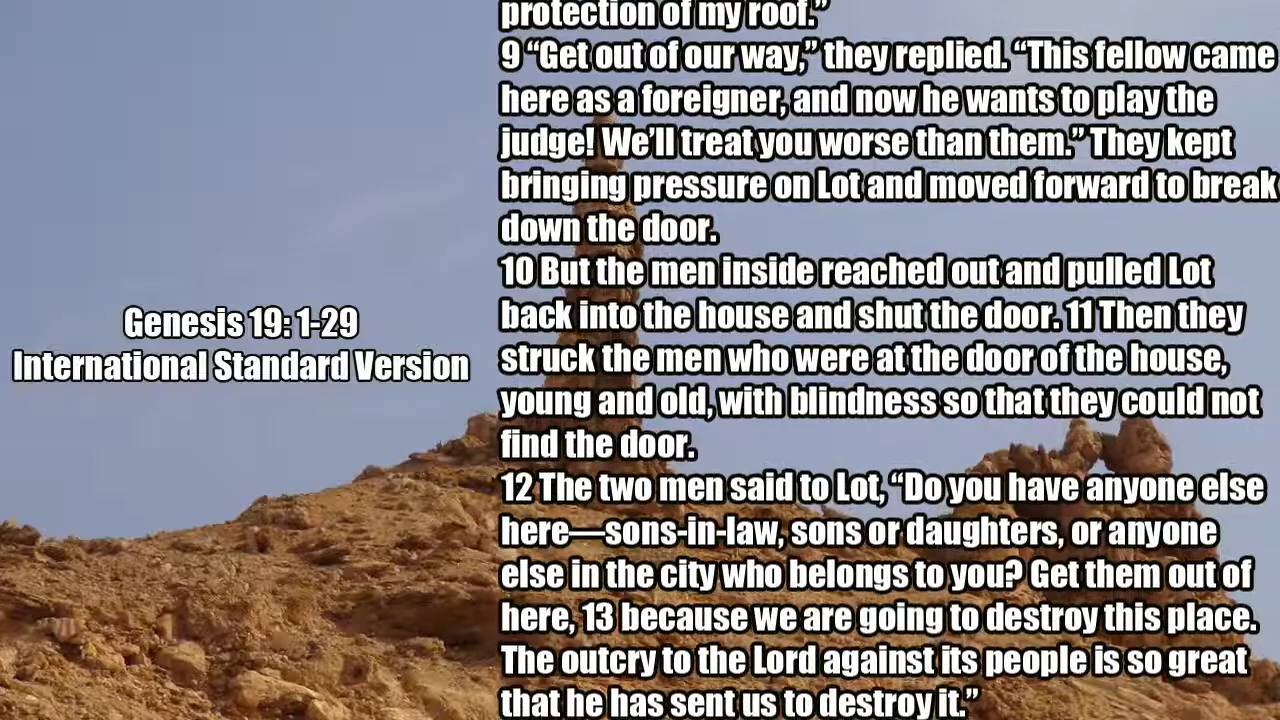 Genesis 19: 1-29
International Standard Version
protection of my roof.”
9 “Get out of our way,” they replied. “This fellow came
here as a foreigner, and now he wants to play the
judge! We’ll treat you worse than them.” They kept
bringing pressure on Lot and moved forward to break
down the door.
10 But the men inside reached out and pulled Lot
back into the house and shut the door. 11 Then they
struck the men who were at the door of the house,
young and old, with blindness so that they could not
find the door.
12 The two men said to Lot, “Do you have anyone else
here—sons-in-law, sons or daughters, or anyone
else in the city who belongs to you? Get them out of
here, 13 because we are going to destroy this place.
The outcry to the Lord against its people is so great
that he has sent us to destroy it.”